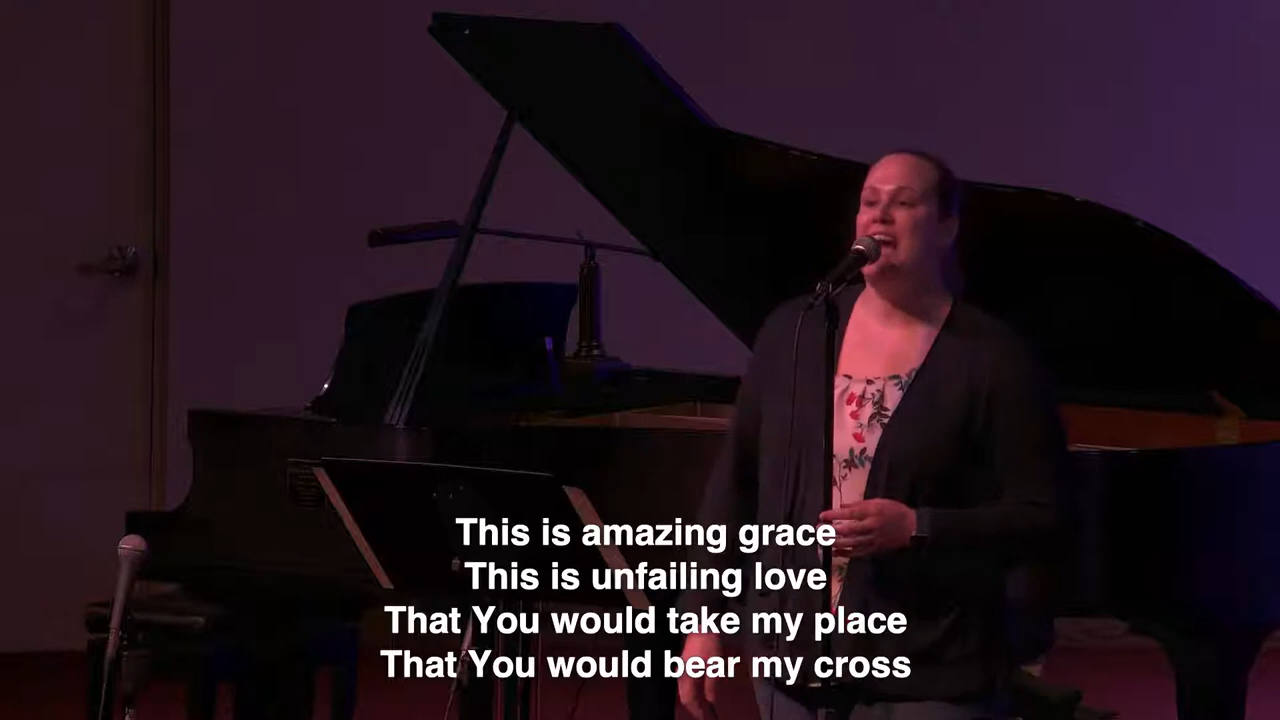 This is amazing grace
This is unfailing love
That You would take my place
That You would bear my cross